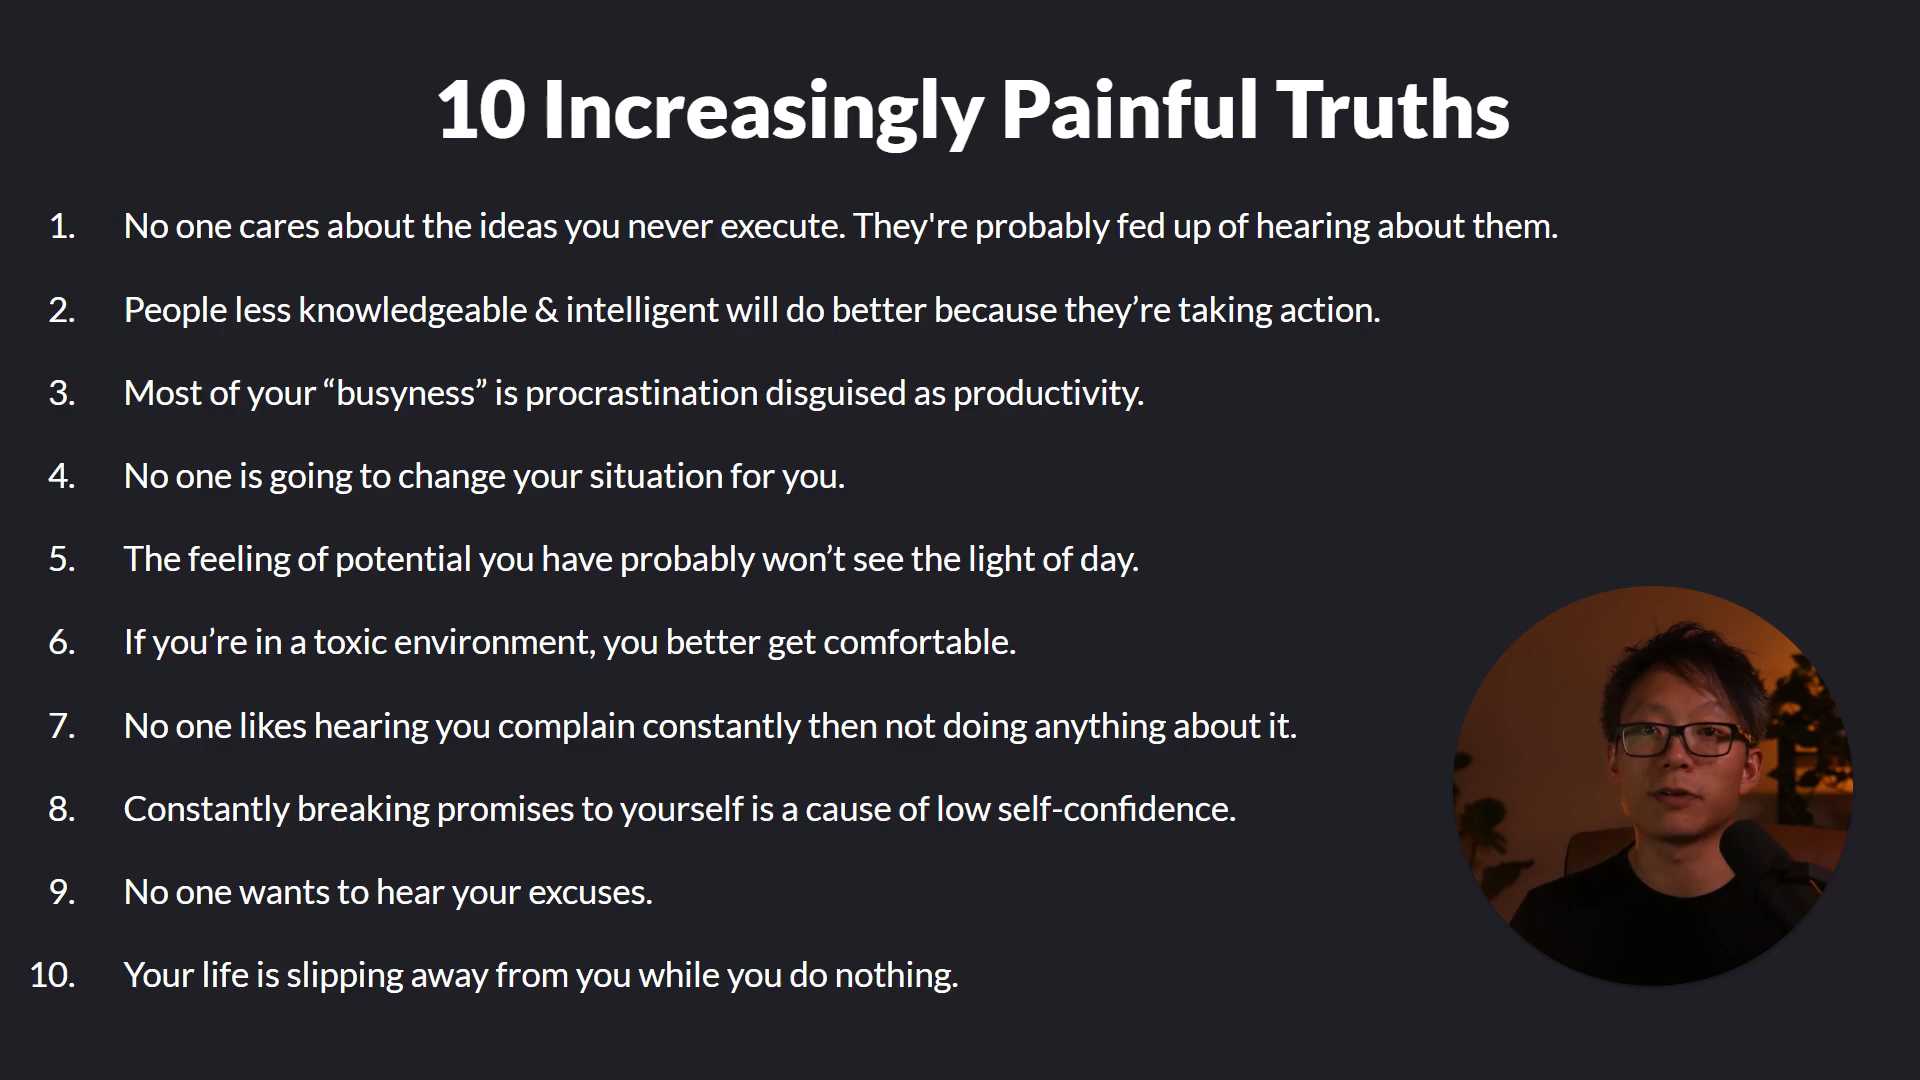 10 Increasingly Painful Truths
1. No one cares about the ideas you never execute. They're probably fed up of hearing about them.
2. People less knowledgeable & intelligent will do better because they’re taking action.
3. Most of your “busyness” is procrastination disguised as productivity.
4. No one is going to change your situation for you.
5. The feeling of potential you have probably won’t see the light of day.
6. If you’re in a toxic environment, you better get comfortable.
7. No one likes hearing you complain constantly then not doing anything about it.
8. Constantly breaking promises to yourself is a cause of low self-confidence.
9. No one wants to hear your excuses.
10. Your life is slipping away from you while you do nothing.